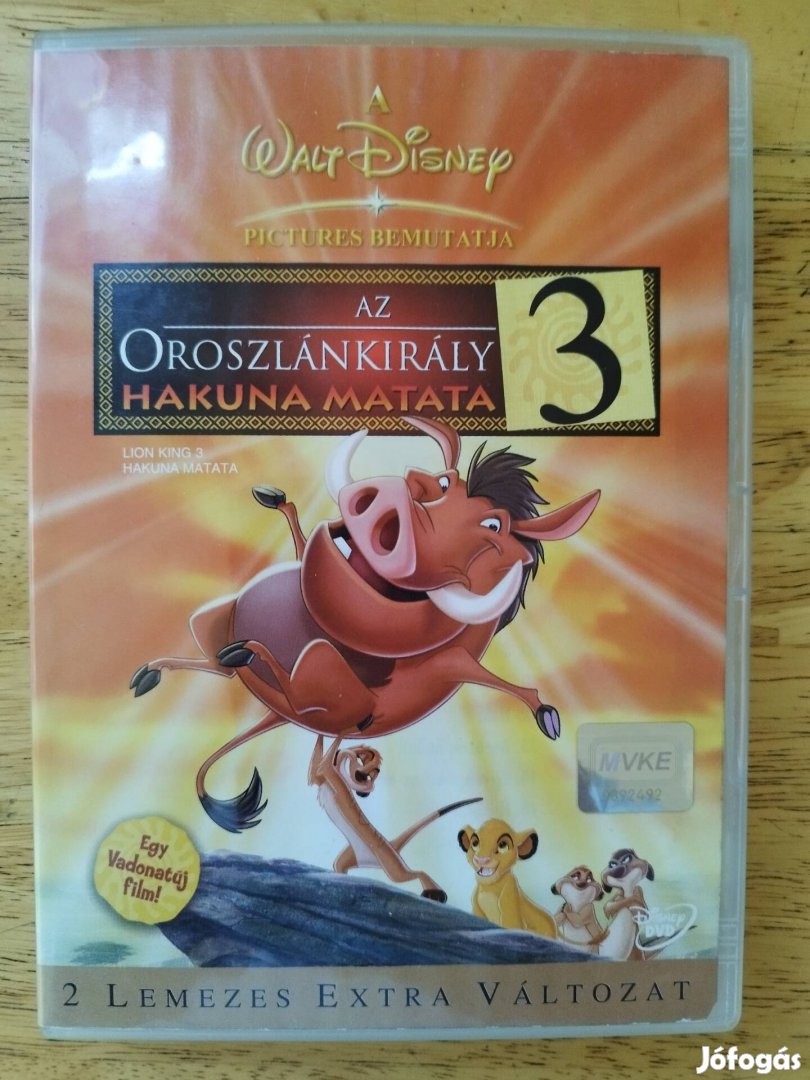 A
WALT DISNEY
PICTURES BEMUTATJA
AZ
OROSZLÁNKIRÁLY
HAKUNA MATATA
3
LION KING 3
HAKUNA MATATA
MVKE
Egy
Vadonatúj
film!
DISNEY
DVD
2 LEMEZES EXTRA VÁLTOZAT
Jófogás